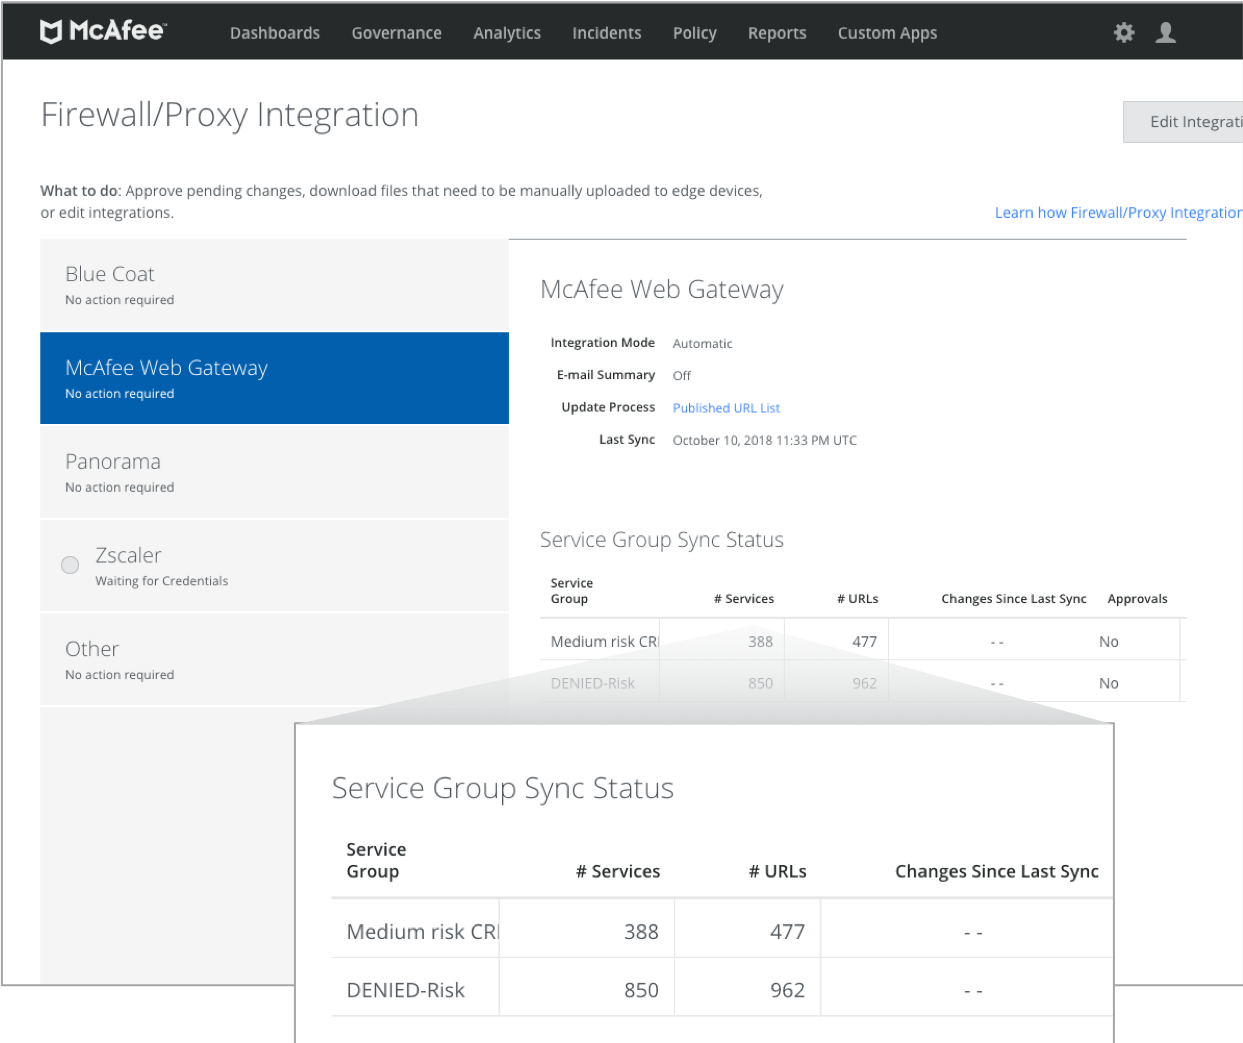 McAfee™
Dashboards Governance Analytics Incidents Policy Reports Custom Apps
Firewall/Proxy Integration
Edit Integrati
What to do: Approve pending changes, download files that need to be manually uploaded to edge devices,
or edit integrations.
Learn how Firewall/Proxy Integration
Blue Coat
No action required
McAfee Web Gateway
No action required
Panorama
No action required
Zscaler
Waiting for Credentials
Other
No action required
McAfee Web Gateway
Integration Mode Automatic
E-mail Summary Off
Update Process Published URL List
Last Sync October 10, 2018 11:33 PM UTC
Service Group Sync Status
Service
Group # Services # URLs Changes Since Last Sync Approvals
Medium risk CRI 388 477 - - No
DENIED-Risk 850 962 - - No
Service Group Sync Status
Service
Group # Services # URLs Changes Since Last Sync
Medium risk CRI 388 477 - -
DENIED-Risk 850 962 - -